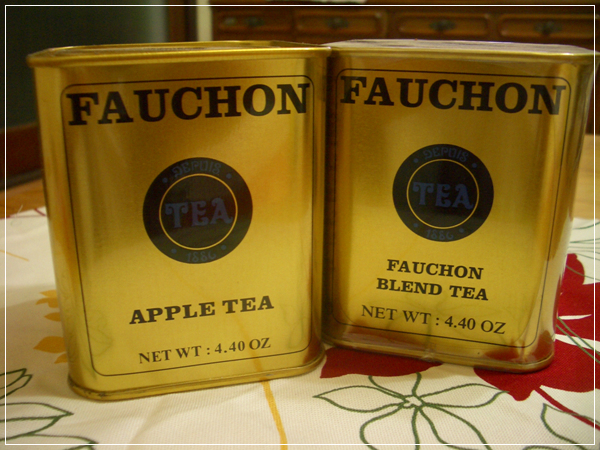 FAUCHON
DEPUIS
TEA
1886
APPLE TEA
NET WT : 4.40 OZ
FAUCHON
DEPUIS
TEA
1886
FAUCHON
BLEND TEA
NET WT : 4.40 OZ